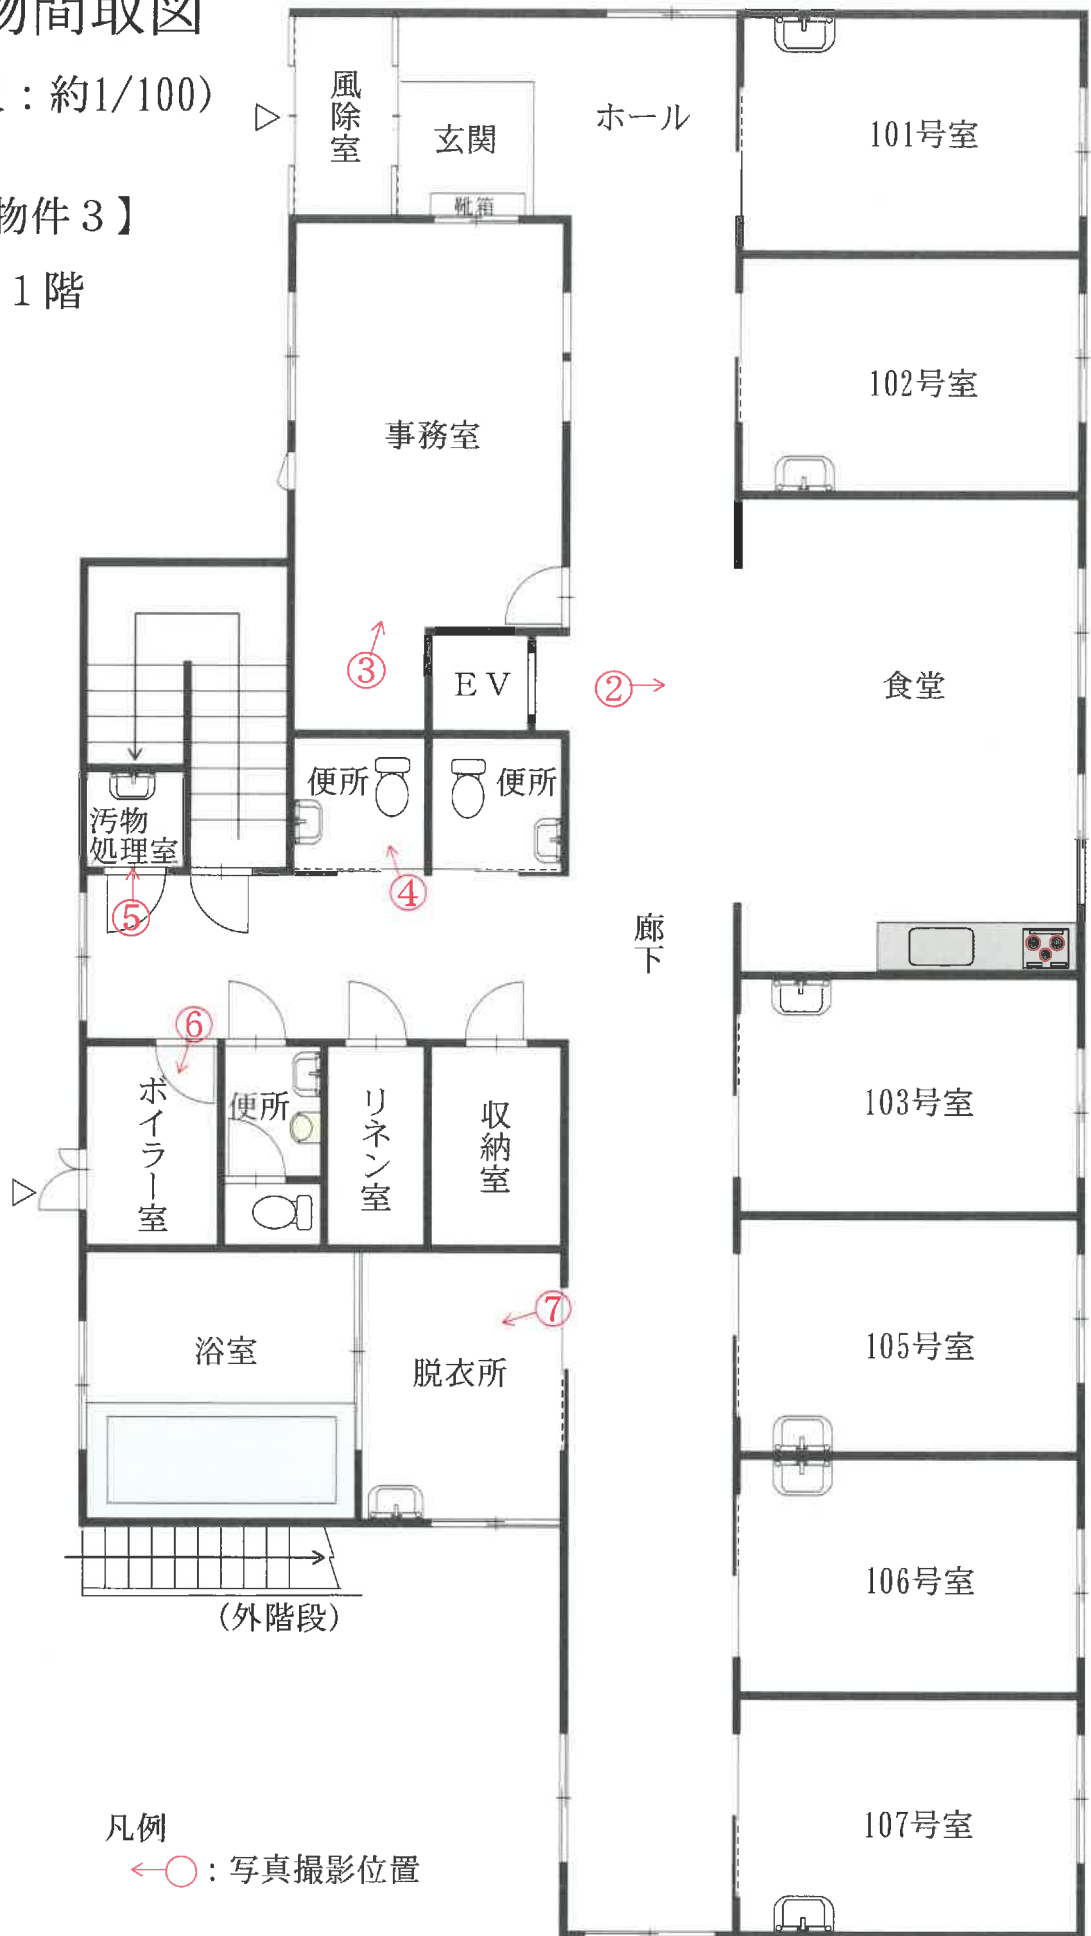 物間取図
：約1/100)
物件３】
１階
風除室
玄関
靴箱
ホール
101号室
102号室
事務室
③
ＥＶ
②
食堂
便所
便所
汚物
処理室
④
⑤
廊下
⑥
ボイラー室
便所
リネン室
収納室
103号室
⑦
浴室
脱衣所
105号室
(外階段)
106号室
107号室
凡例
：写真撮影位置